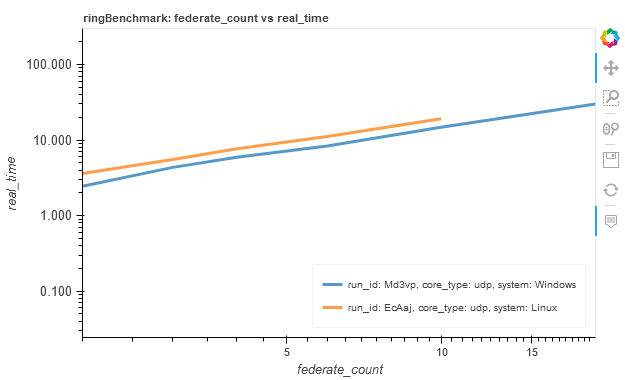 ringBenchmark: federate_count vs real_time
100.000
10.000
1.000
0.100
real_time
run_id: Md3vp, core_type: udp, system: Windows
run_id: EcAaj, core_type: udp, system: Linux
5
10
15
federate_count